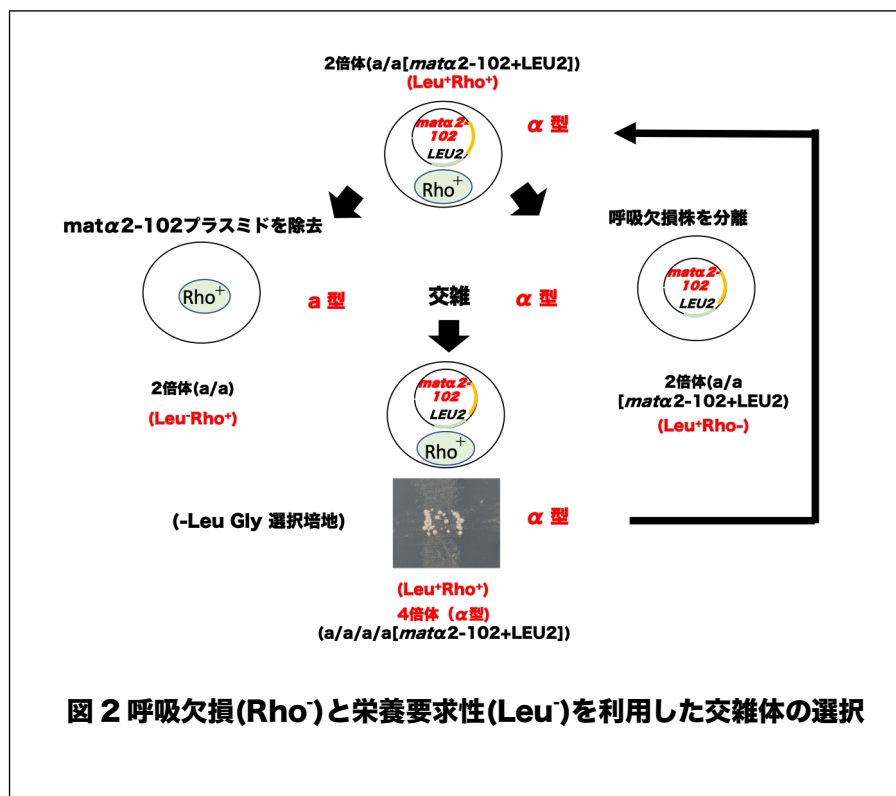 2倍体(a/a[matα2-102+LEU2])
(Leu⁺Rho⁺)
matα2-
102
LEU2
Rho⁺
α 型
matα2-102プラスミドを除去
呼吸欠損株を分離
Rho⁺
a 型
交雑
α 型
matα2-
102
LEU2
2倍体(a/a)
(Leu⁻Rho⁺)
matα2-
102
LEU2
Rho⁺
2倍体(a/a
[matα2-102+LEU2)
(Leu⁺Rho-)
(-Leu Gly 選択培地)
α 型
(Leu⁺Rho⁺)
4倍体（α型)
(a/a/a/a[matα2-102+LEU2])
図 2 呼吸欠損(Rho⁻)と栄養要求性(Leu⁻)を利用した交雑体の選択